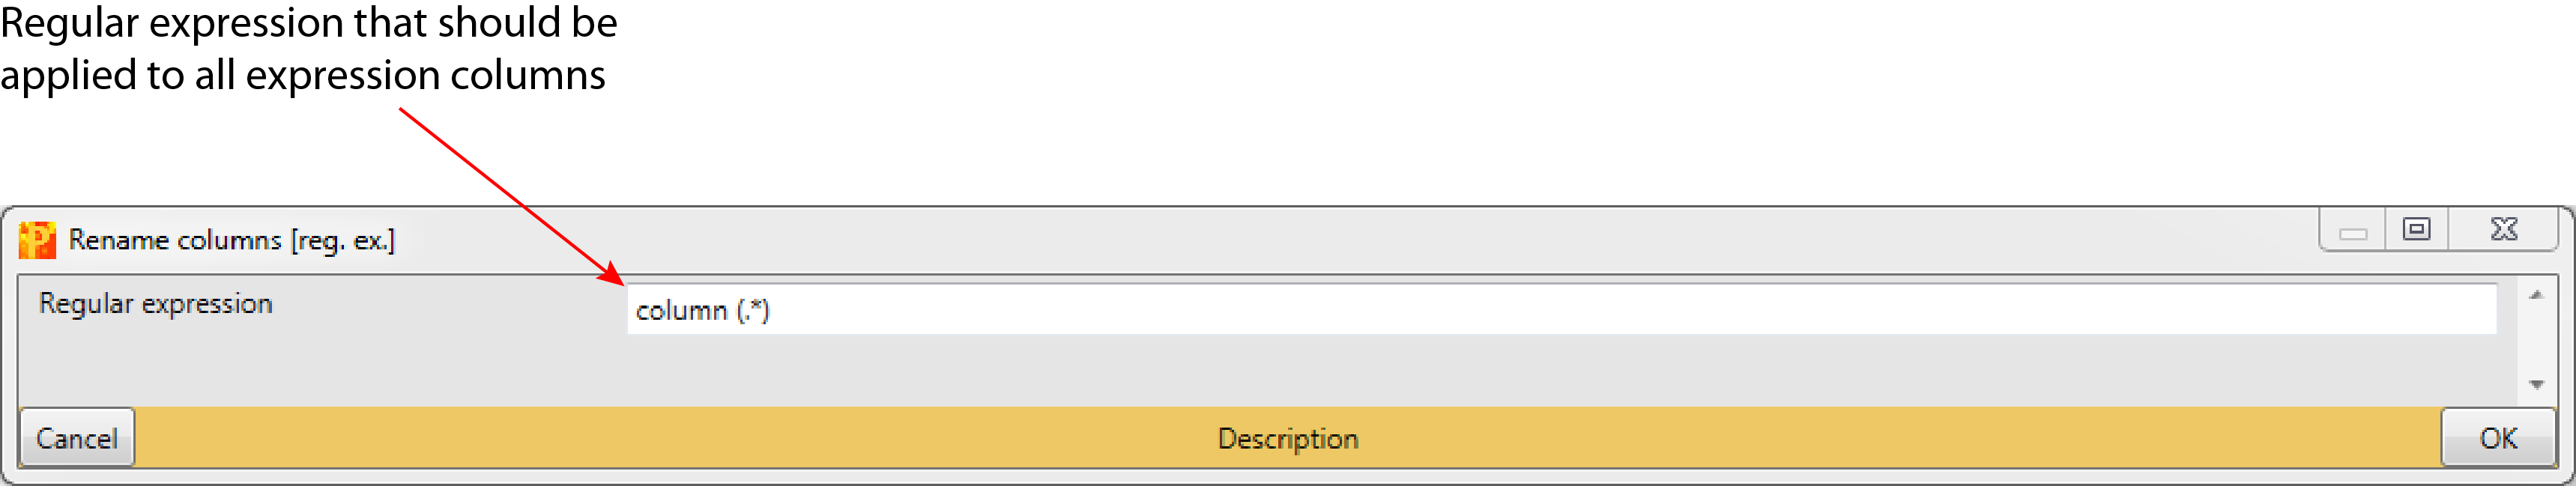 Regular expression that should be
applied to all expression columns
P
Rename columns [reg. ex.]
Regular expression
column (.*)
Cancel
Description
OK